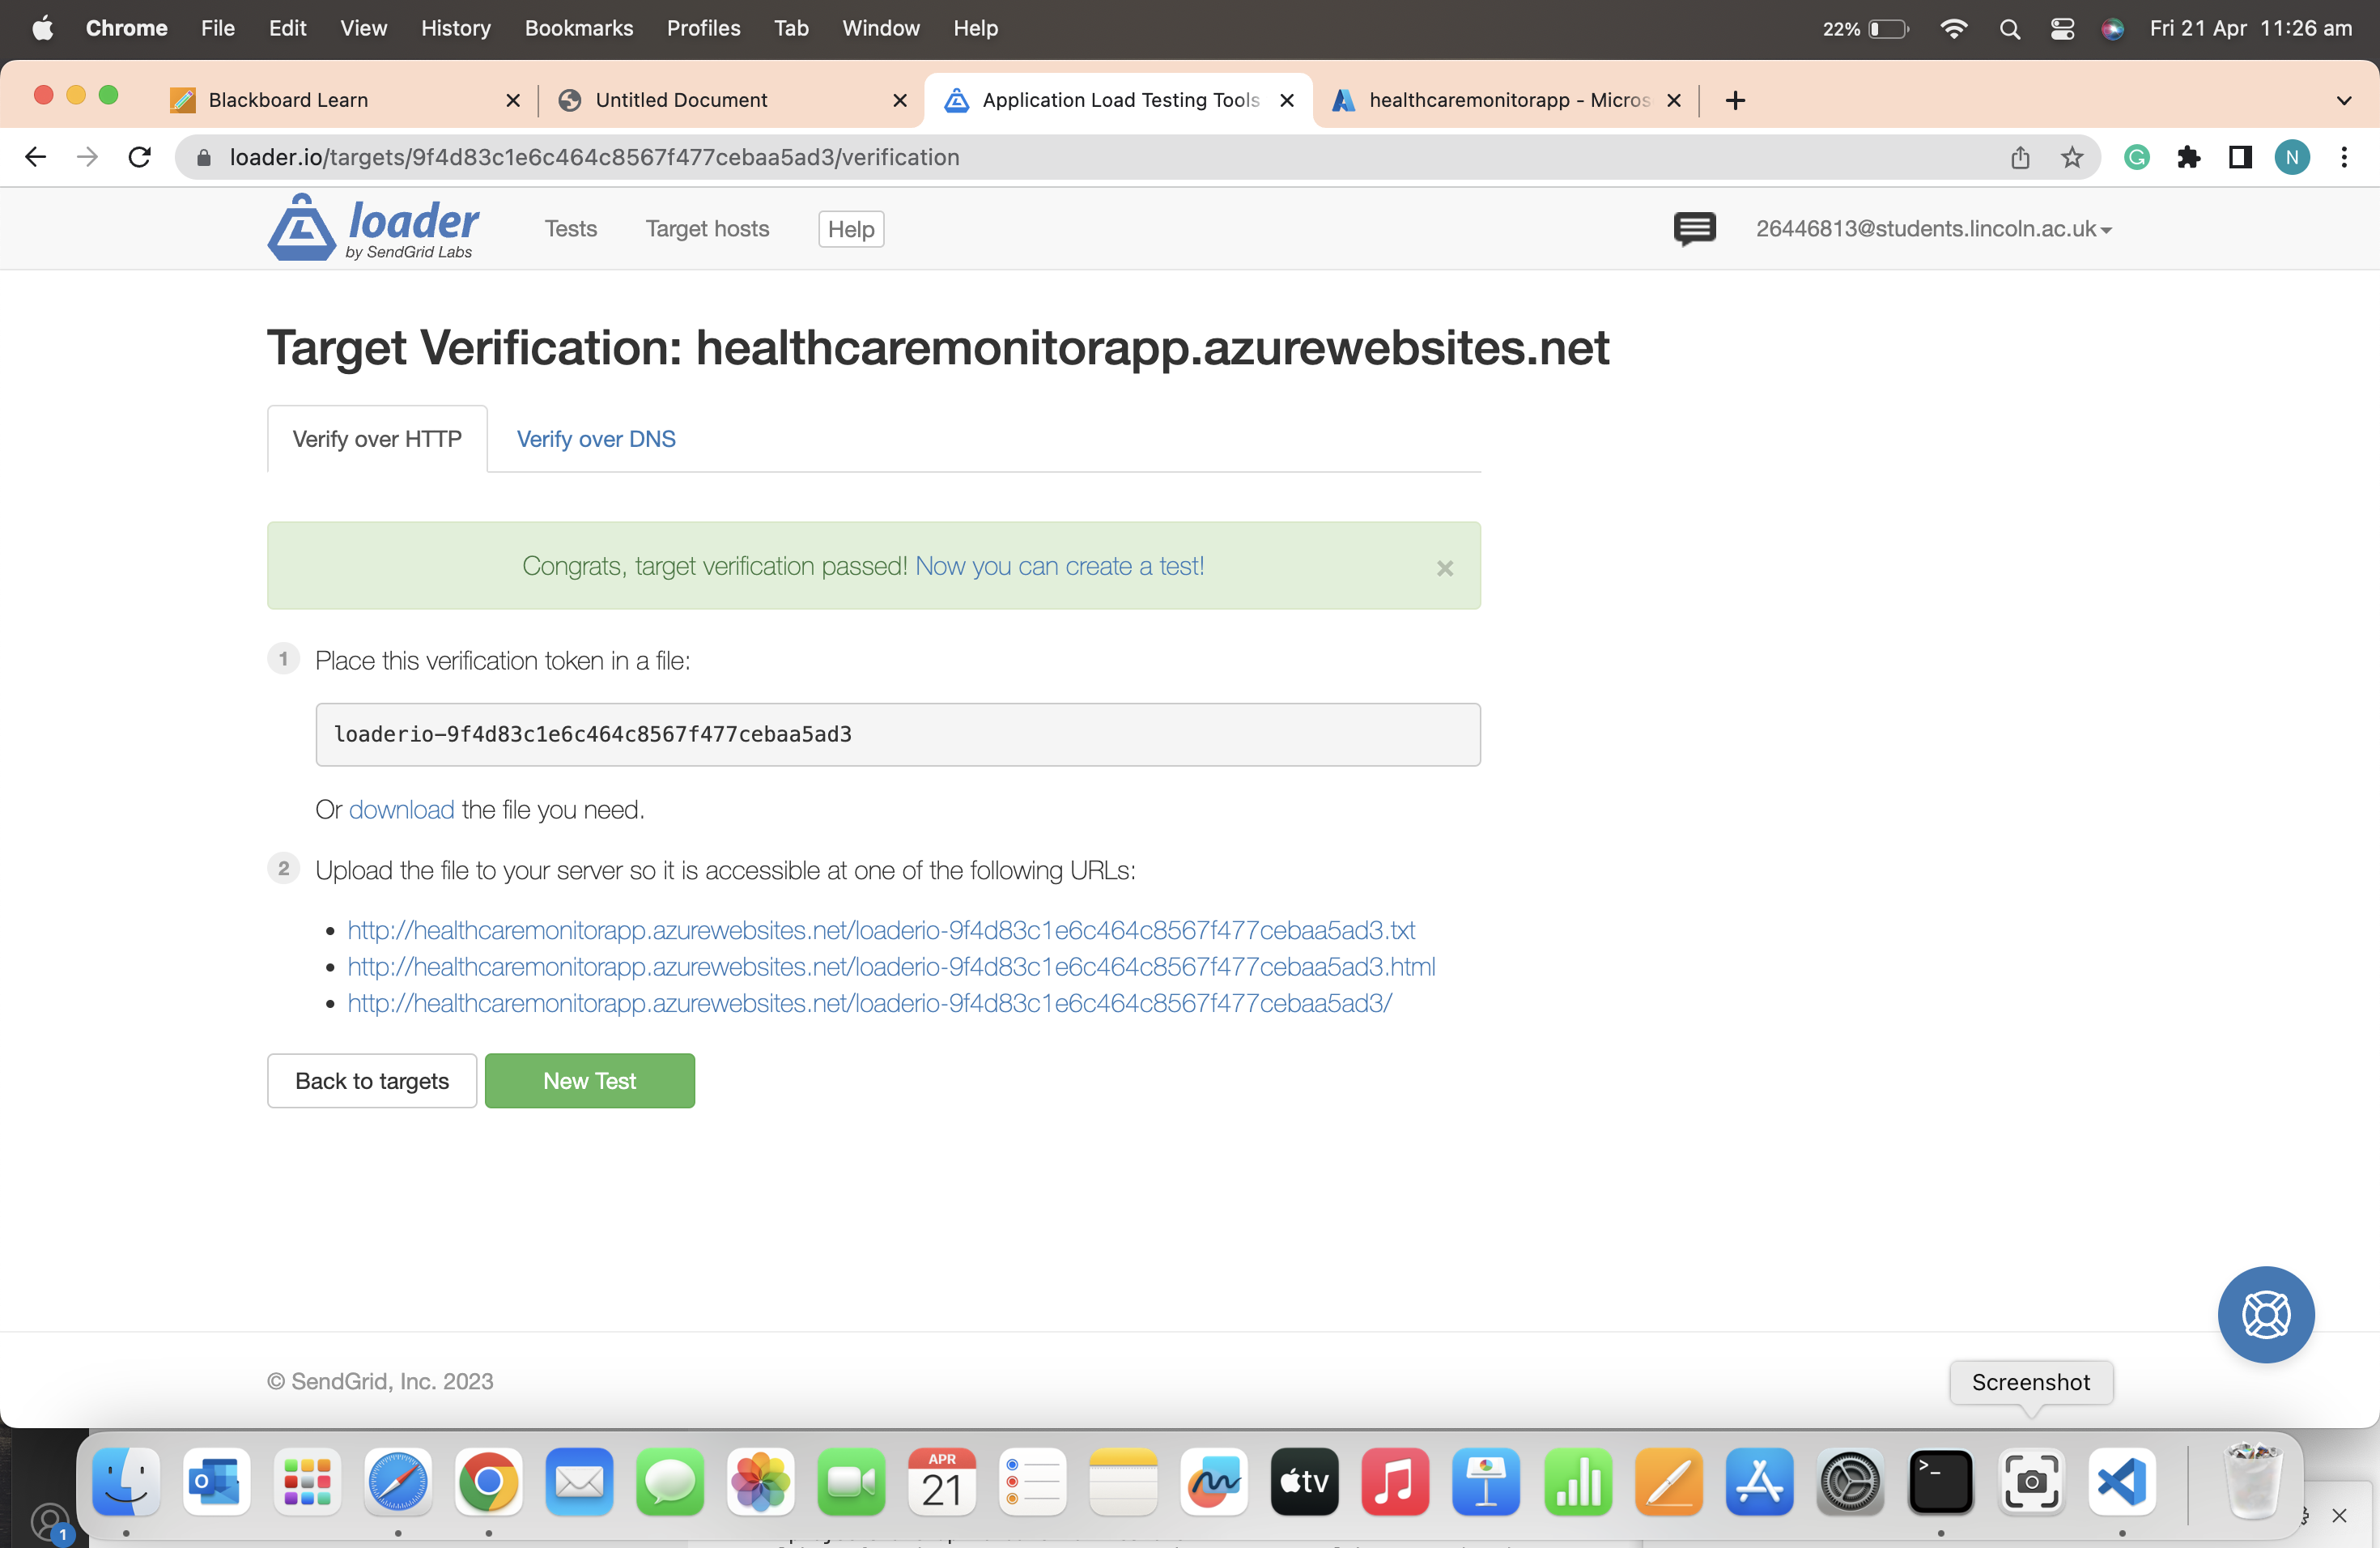 Chrome File Edit View History Bookmarks Profiles Tab Window Help 22% Fri 21 Apr 11:26 am
Blackboard Learn Untitled Document Application Load Testing Tools healthcaremonitorapp - Micros
loader.io/targets/9f4d83c1e6c464c8567f477cebaa5ad3/verification N
loader Tests Target hosts Help 26446813@students.lincoln.ac.uk
by SendGrid Labs
Target Verification: healthcaremonitorapp.azurewebsites.net
Verify over HTTP Verify over DNS
Congrats, target verification passed! Now you can create a test!
1 Place this verification token in a file:
loaderio-9f4d83c1e6c464c8567f477cebaa5ad3
Or download the file you need.
2 Upload the file to your server so it is accessible at one of the following URLs:
http://healthcaremonitorapp.azurewebsites.net/loaderio-9f4d83c1e6c464c8567f477cebaa5ad3.txt
http://healthcaremonitorapp.azurewebsites.net/loaderio-9f4d83c1e6c464c8567f477cebaa5ad3.html
http://healthcaremonitorapp.azurewebsites.net/loaderio-9f4d83c1e6c464c8567f477cebaa5ad3/
Back to targets New Test
© SendGrid, Inc. 2023
Screenshot
APR
21
tv
1